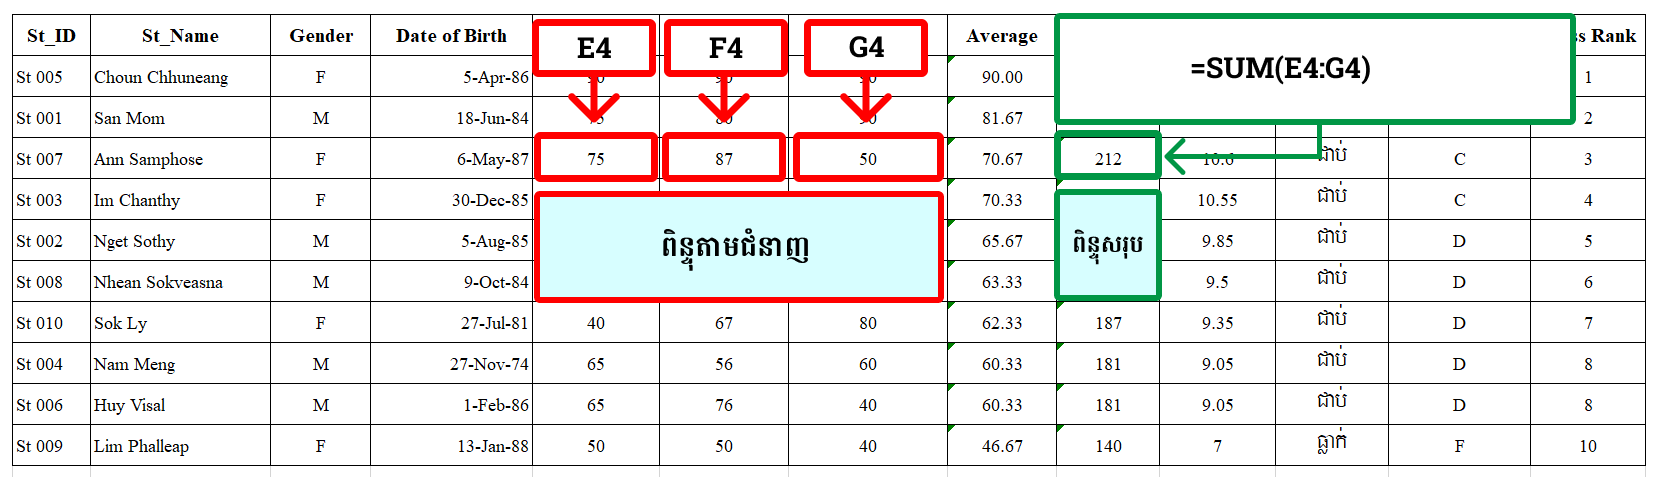 St_ID St_Name Gender Date of Birth E4 F4 G4 Average =SUM(E4:G4) Rank
St 005 Choun Chhuneang F 5-Apr-86 90.00 1
St 001 San Mom M 18-Jun-84 81.67 2
St 007 Ann Samphose F 6-May-87 75 87 50 70.67 212 10.6 ជាប់ C 3
St 003 Im Chanthy F 30-Dec-85 70.33 10.55 ជាប់ C 4
St 002 Nget Sothy M 5-Aug-85 ពិន្ទុតាមជំនាញ 65.67 ពិន្ទុសរុប 9.85 ជាប់ D 5
St 008 Nhean Sokveasna M 9-Oct-84 63.33 9.5 ជាប់ D 6
St 010 Sok Ly F 27-Jul-81 40 67 80 62.33 187 9.35 ជាប់ D 7
St 004 Nam Meng M 27-Nov-74 65 56 60 60.33 181 9.05 ជាប់ D 8
St 006 Huy Visal M 1-Feb-86 65 76 40 60.33 181 9.05 ជាប់ D 8
St 009 Lim Phalleap F 13-Jan-88 50 50 40 46.67 140 7 ធ្លាក់ F 10